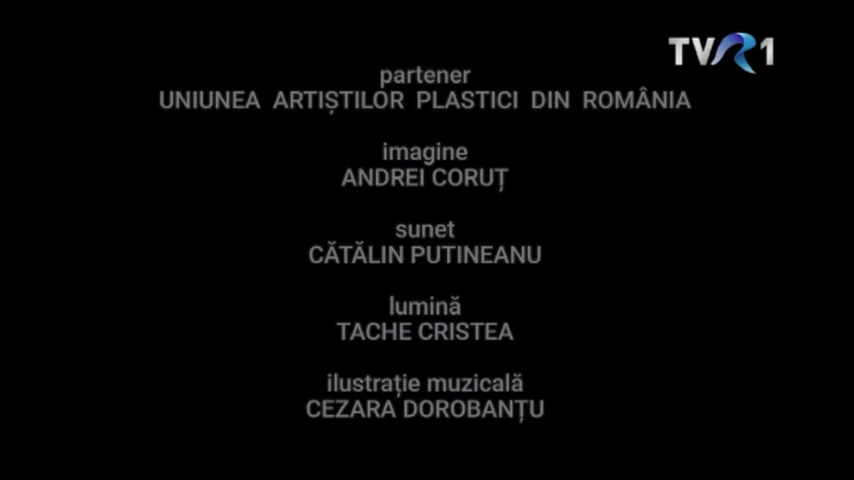 TVR1
partener
UNIUNEA ARTIȘTILOR PLASTICI DIN ROMÂNIA
imagine
ANDREI CORUȚ
sunet
CĂTĂLIN PUTINEANU
lumină
TACHE CRISTEA
ilustrație muzicală
CEZARA DOROBANȚU